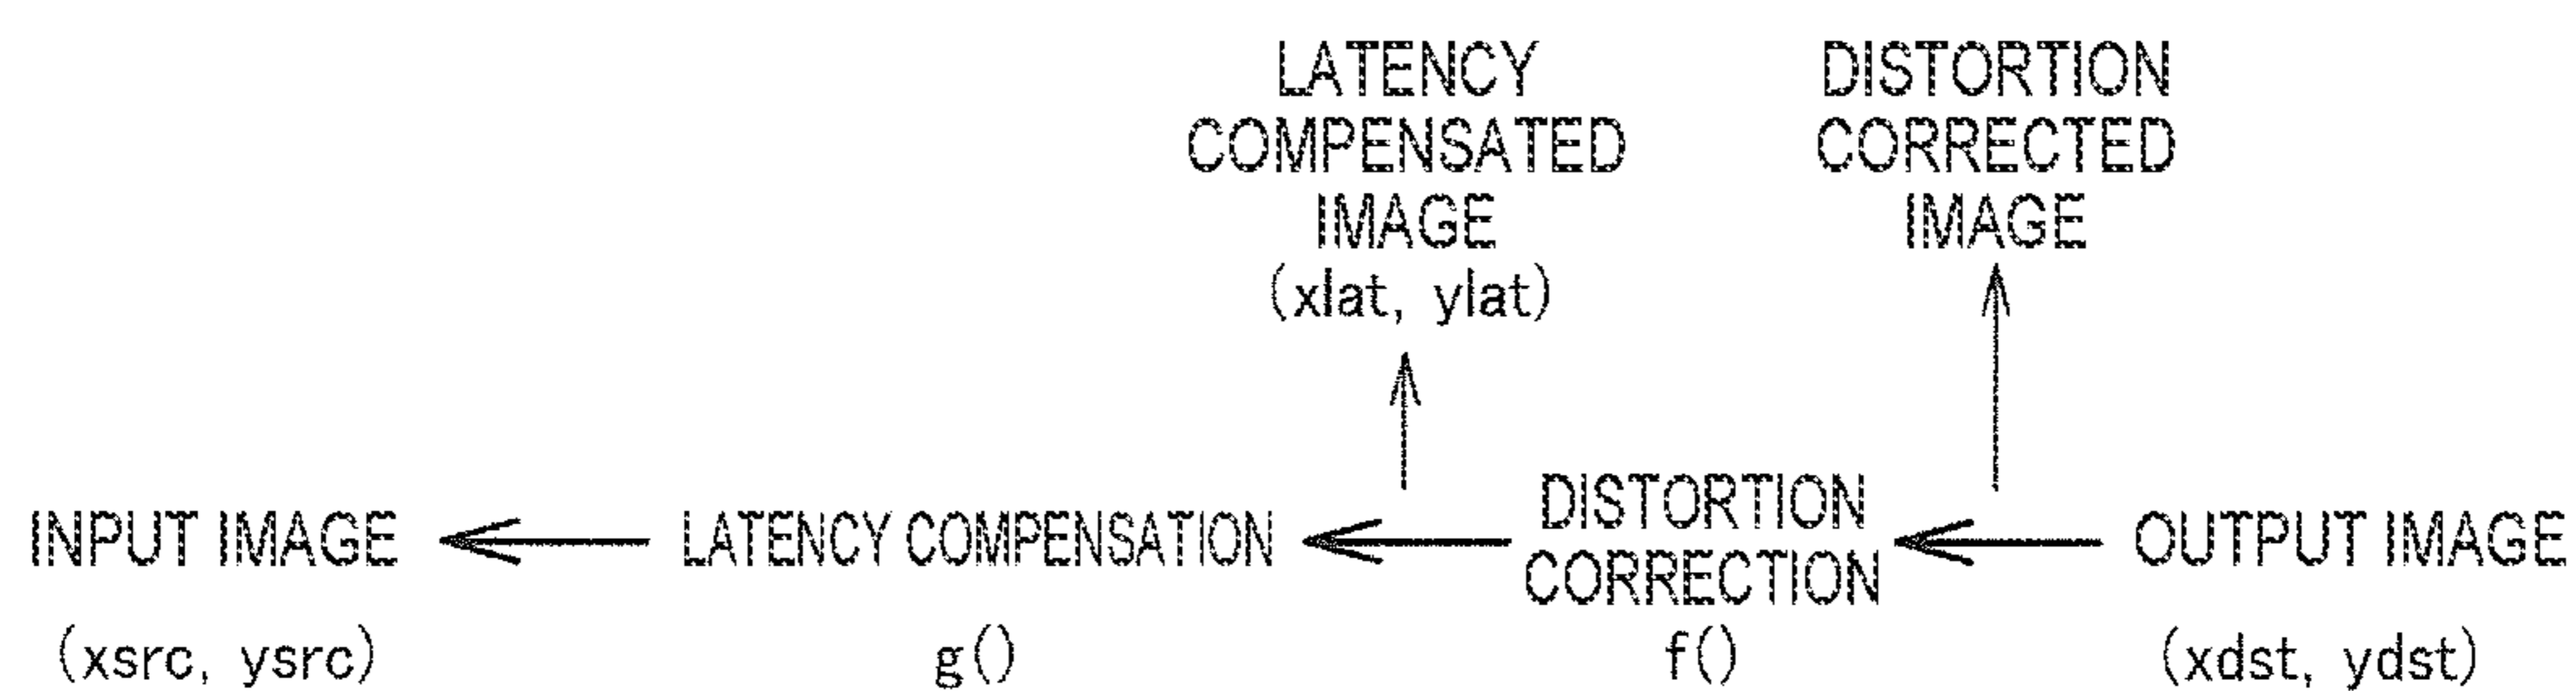 LATENCY
COMPENSATED
IMAGE
(xlat, ylat)
DISTORTION
CORRECTED
IMAGE
INPUT IMAGE
(xsrc, ysrc)
LATENCY COMPENSATION
g()
DISTORTION
CORRECTION
f()
OUTPUT IMAGE
(xdst, ydst)